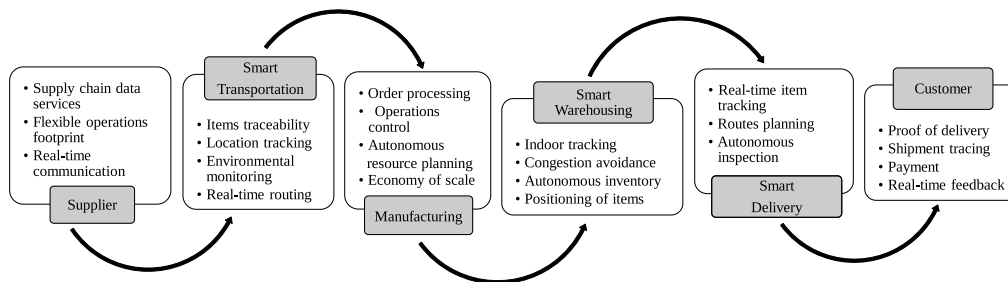 • Supply chain data
services
• Flexible operations
footprint
• Real-time
communication
Supplier
Smart
Transportation
• Items traceability
• Location tracking
• Environmental
monitoring
• Real-time routing
• Order processing
• Operations
control
• Autonomous
resource planning
• Economy of scale
Manufacturing
Smart
Warehousing
• Indoor tracking
• Congestion avoidance
• Autonomous inventory
• Positioning of items
• Real-time item
tracking
• Routes planning
• Autonomous
inspection
Smart
Delivery
Customer
• Proof of delivery
• Shipment tracing
• Payment
• Real-time feedback